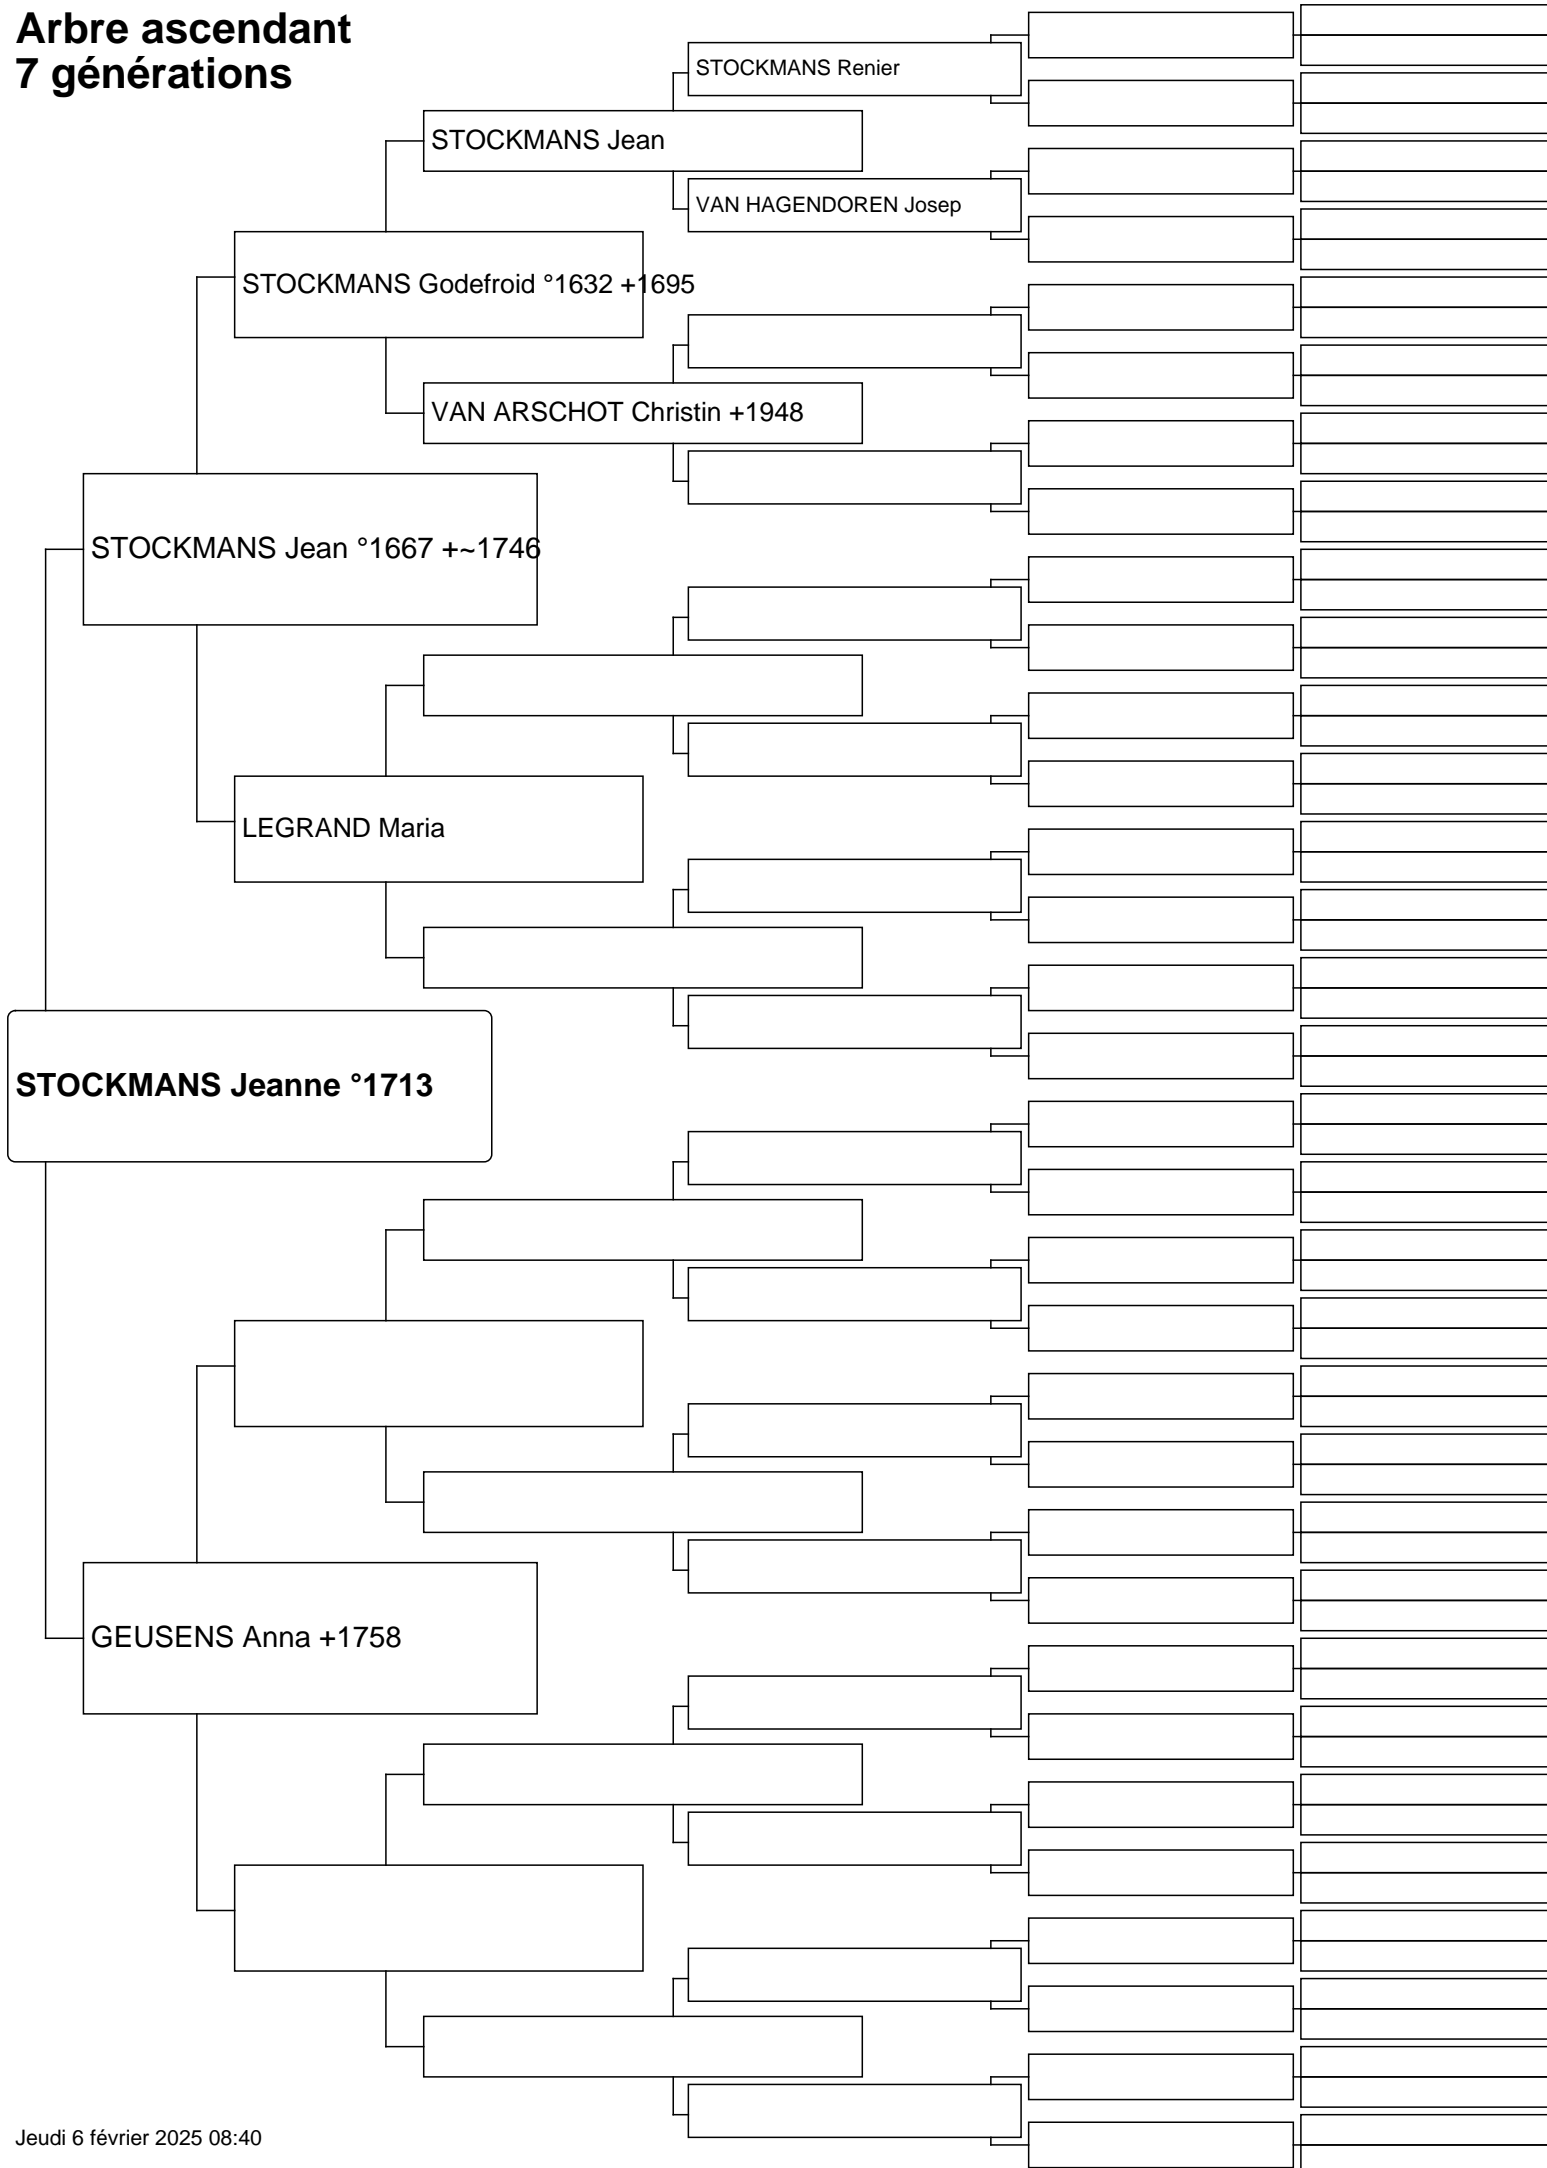 Arbre ascendant
7 générations
STOCKMANS Renier
STOCKMANS Jean
VAN HAGENDOREN Josep
STOCKMANS Godefroid °1632 +1695
VAN ARSCHOT Christin +1948
STOCKMANS Jean °1667 +~1746
LEGRAND Maria
STOCKMANS Jeanne °1713
GEUSENS Anna +1758
Jeudi 6 février 2025 08:40